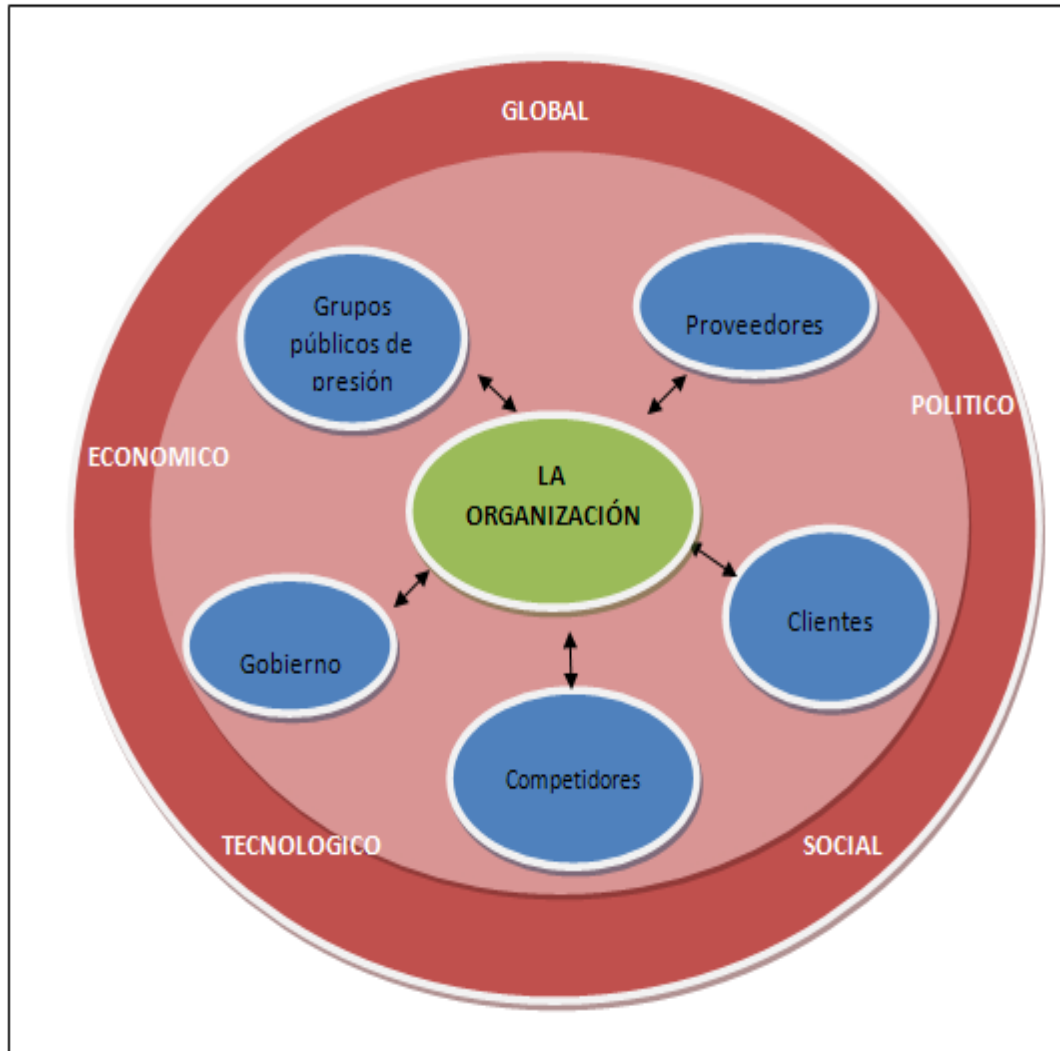 GLOBAL
Grupos
públicos de
presión
Proveedores
POLITICO
ECONOMICO
LA
ORGANIZACIÓN
Clientes
Gobierno
Competidores
TECNOLOGICO
SOCIAL